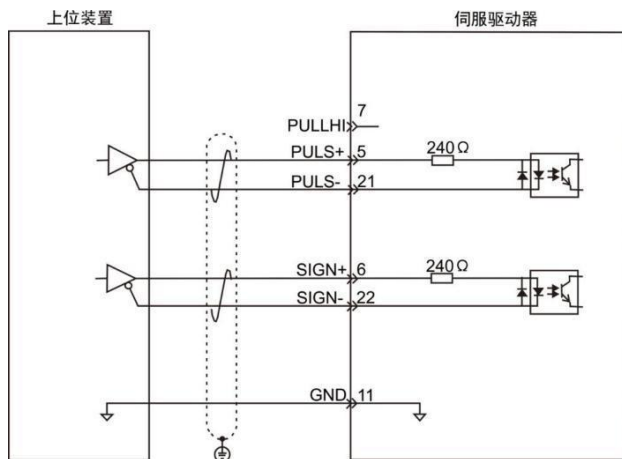 上位装置
伺服驱动器
7
PULLHI
PULS+ 5 240Ω
PULS- 21
SIGN+ 6 240Ω
SIGN- 22
GND 11